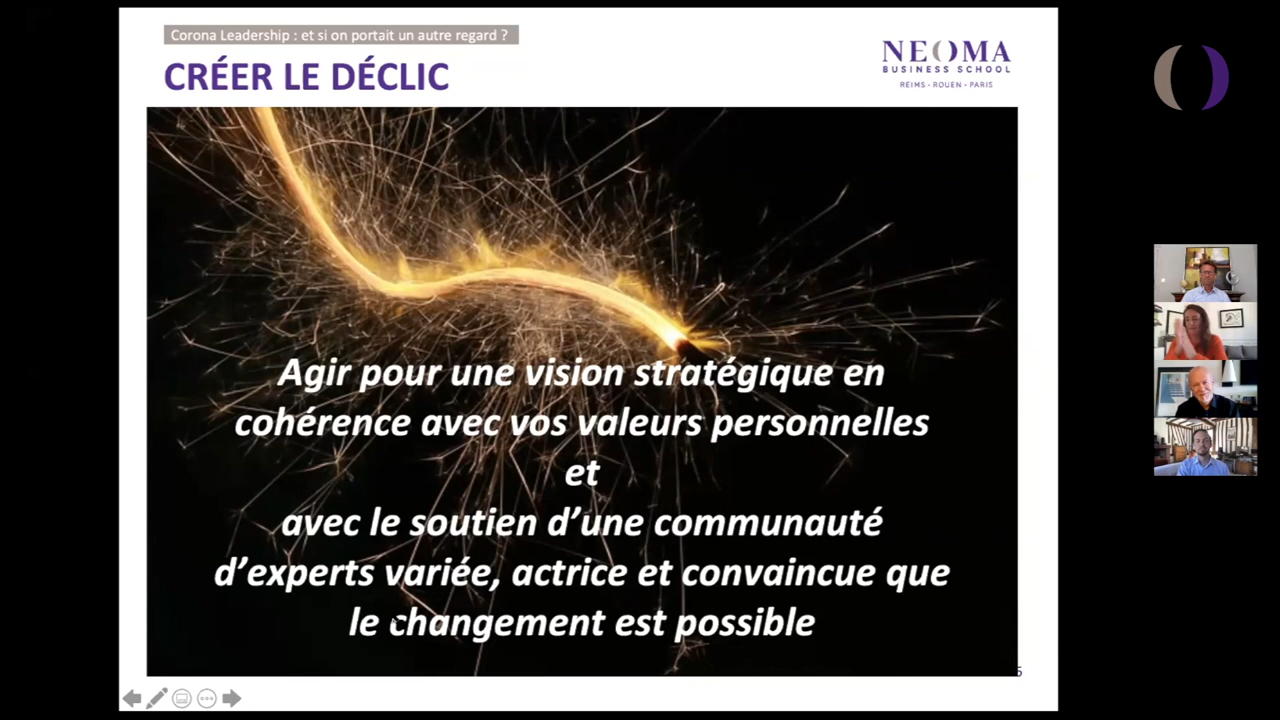 Corona Leadership : et si on portait un autre regard ?
CRÉER LE DÉCLIC
NEOMA
BUSINESS SCHOOL
REIMS - ROUEN - PARIS
Agir pour une vision stratégique en
cohérence avec vos valeurs personnelles
et
avec le soutien d’une communauté
d’experts variée, actrice et convaincue que
le changement est possible